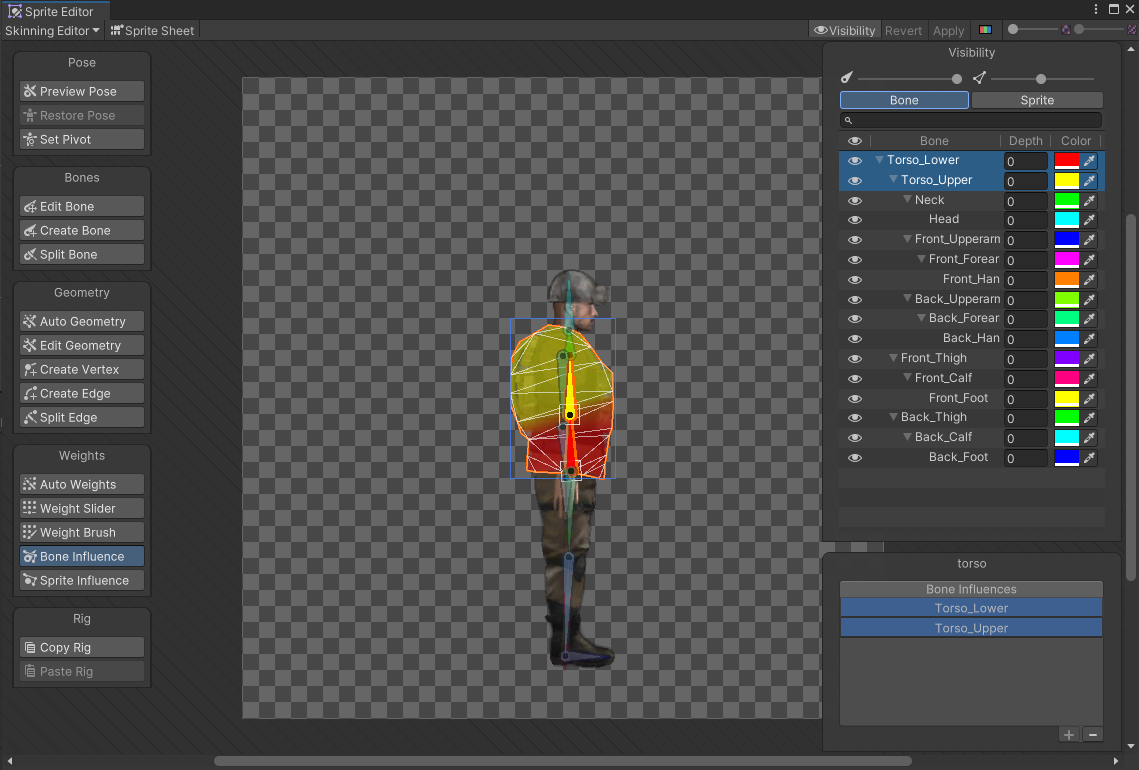 Sprite Editor
Skinning Editor
Sprite Sheet
Visibility
Revert
Apply
Pose
Preview Pose
Restore Pose
Set Pivot
Bones
Edit Bone
Create Bone
Split Bone
Geometry
Auto Geometry
Edit Geometry
Create Vertex
Create Edge
Split Edge
Weights
Auto Weights
Weight Slider
Weight Brush
Bone Influence
Sprite Influence
Rig
Copy Rig
Paste Rig
Visibility
Bone Sprite
Bone Depth Color
Torso_Lower 0
Torso_Upper 0
Neck 0
Head 0
Front_Upperarn 0
Front_Forear 0
Front_Han 0
Back_Upperarn 0
Back_Forear 0
Back_Han 0
Front_Thigh 0
Front_Calf 0
Front_Foot 0
Back_Thigh 0
Back_Calf 0
Back_Foot 0
torso
Bone Influences
Torso_Lower
Torso_Upper